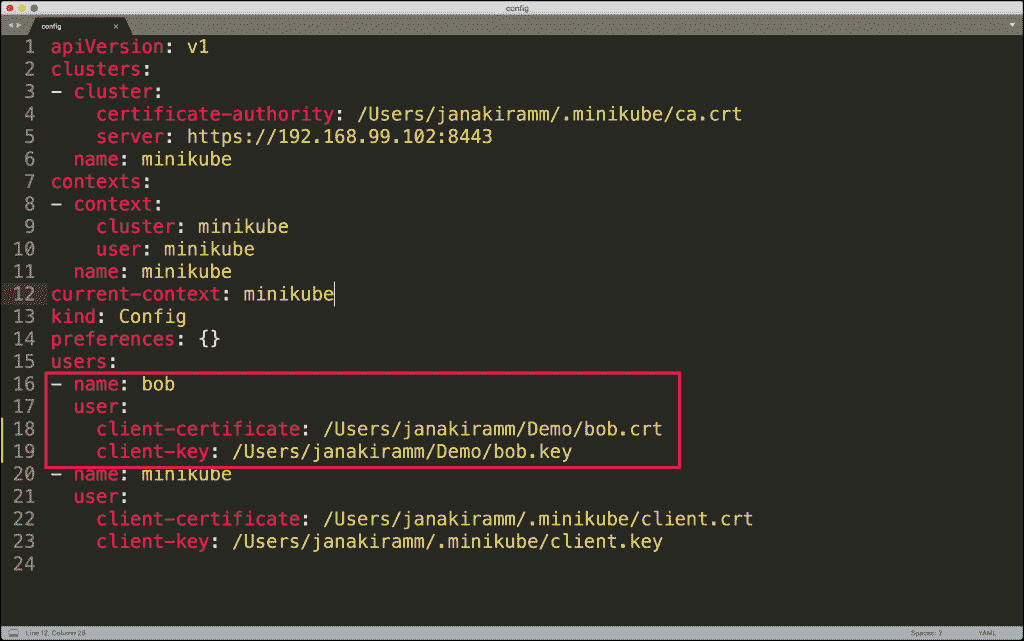 config
config
1 apiVersion: v1
2 clusters:
3 - cluster:
4     certificate-authority: /Users/janakiramm/.minikube/ca.crt
5     server: https://192.168.99.102:8443
6   name: minikube
7 contexts:
8 - context:
9     cluster: minikube
10     user: minikube
11   name: minikube
12 current-context: minikube
13 kind: Config
14 preferences: {}
15 users:
16 - name: bob
17   user:
18     client-certificate: /Users/janakiramm/Demo/bob.crt
19     client-key: /Users/janakiramm/Demo/bob.key
20 - name: minikube
21   user:
22     client-certificate: /Users/janakiramm/.minikube/client.crt
23     client-key: /Users/janakiramm/.minikube/client.key
24
Line 12, Column 26 Spaces: 2 YAML